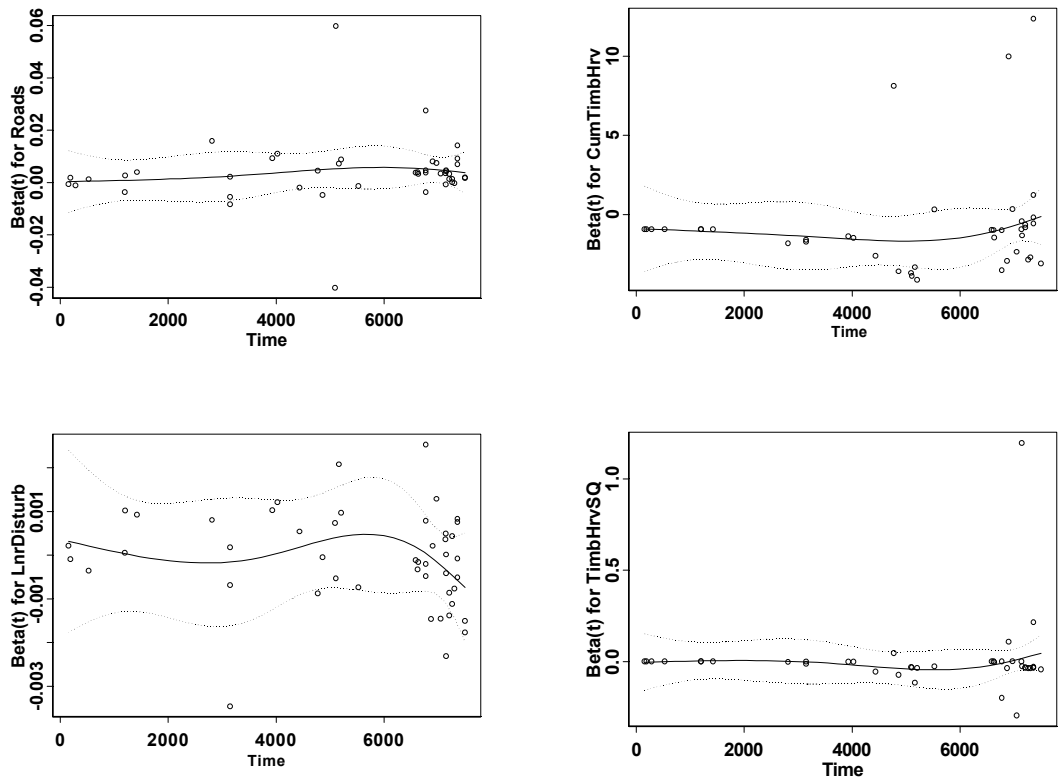 Beta(t) for Roads
0.06
0.04
0.02
0.00
-0.02
-0.04
0 2000 4000 6000
Time
Beta(t) for CumTimbHrv
10
5
0
0 2000 4000 6000
Time
Beta(t) for LnrDisturb
0.001
-0.001
-0.003
0 2000 4000 6000
Time
Beta(t) for TimbHrvSQ
1.0
0.5
0.0
0 2000 4000 6000
Time